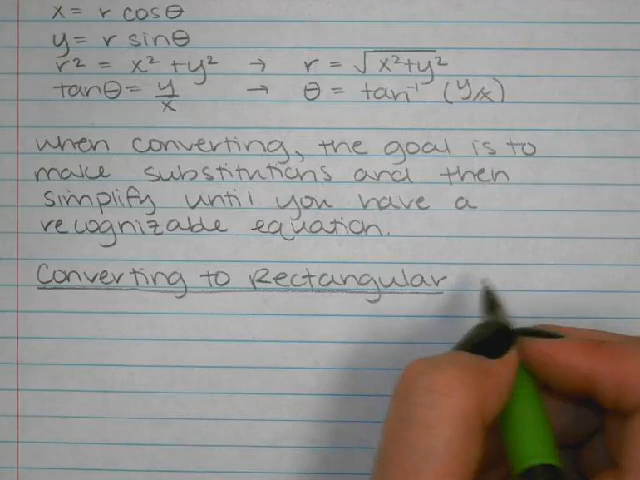 x = r cosθ
y = r sinθ
r² = x² + y² → r = √x²+y²
tanθ = y/x → θ = tan⁻¹ (y/x)
when converting, the goal is to
make substitutions and then
simplify until you have a
recognizable equation.
Converting to Rectangular